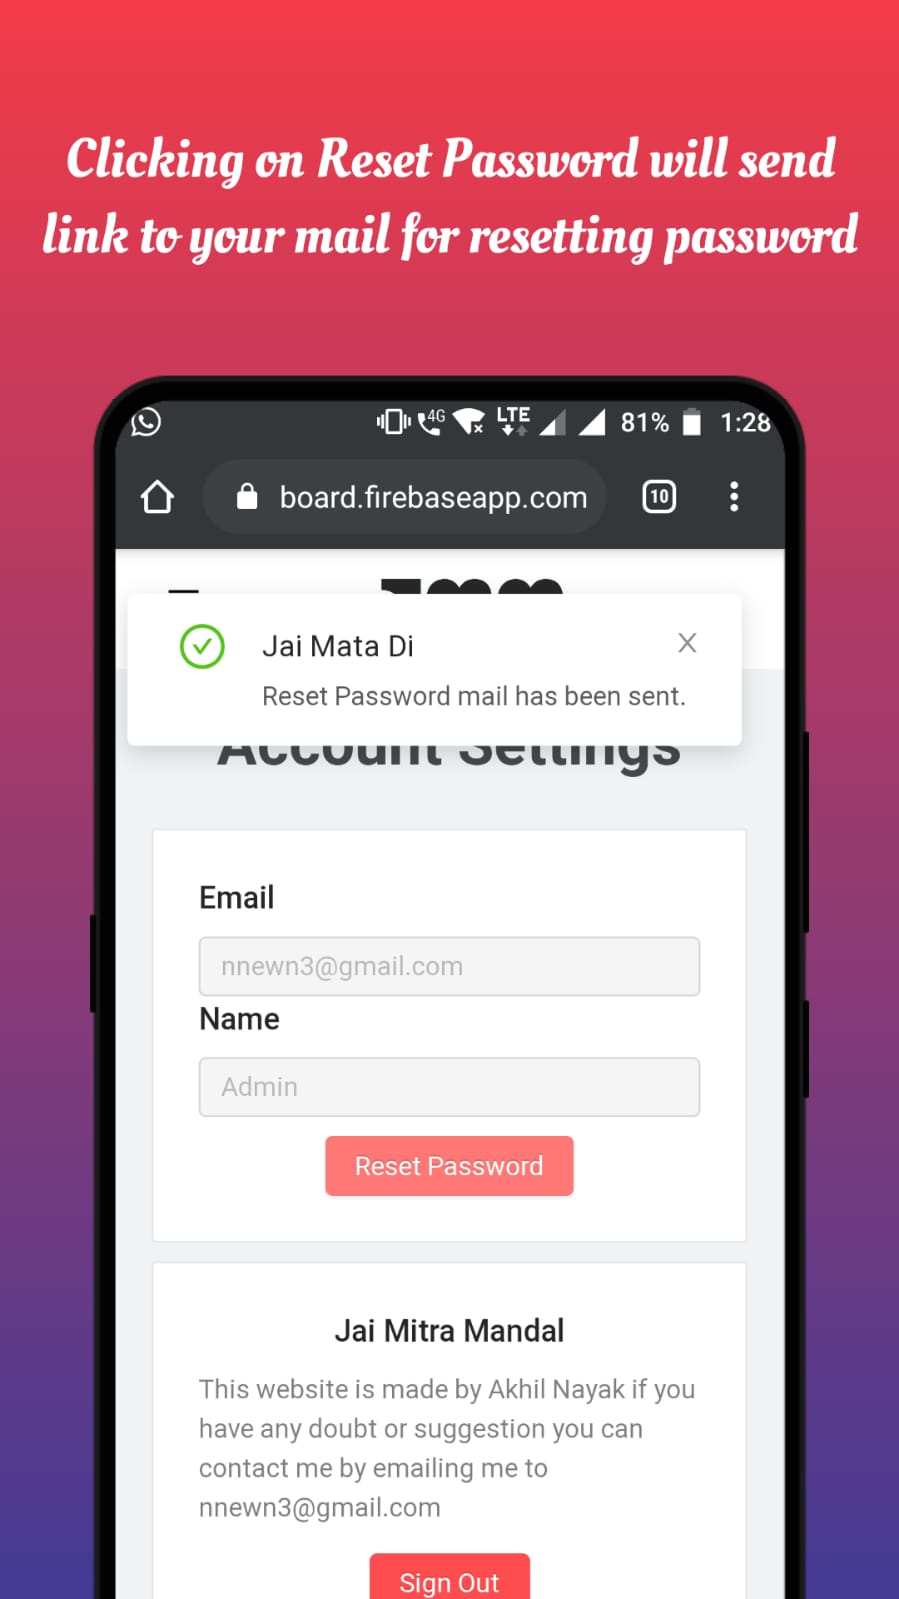 Clicking on Reset Password will send
link to your mail for resetting password
4G LTE 81% 1:28
board.firebaseapp.com 10
Jai Mata Di
Reset Password mail has been sent.
Account Settings
Email
nnewn3@gmail.com
Name
Admin
Reset Password
Jai Mitra Mandal
This website is made by Akhil Nayak if you
have any doubt or suggestion you can
contact me by emailing me to
nnewn3@gmail.com
Sign Out